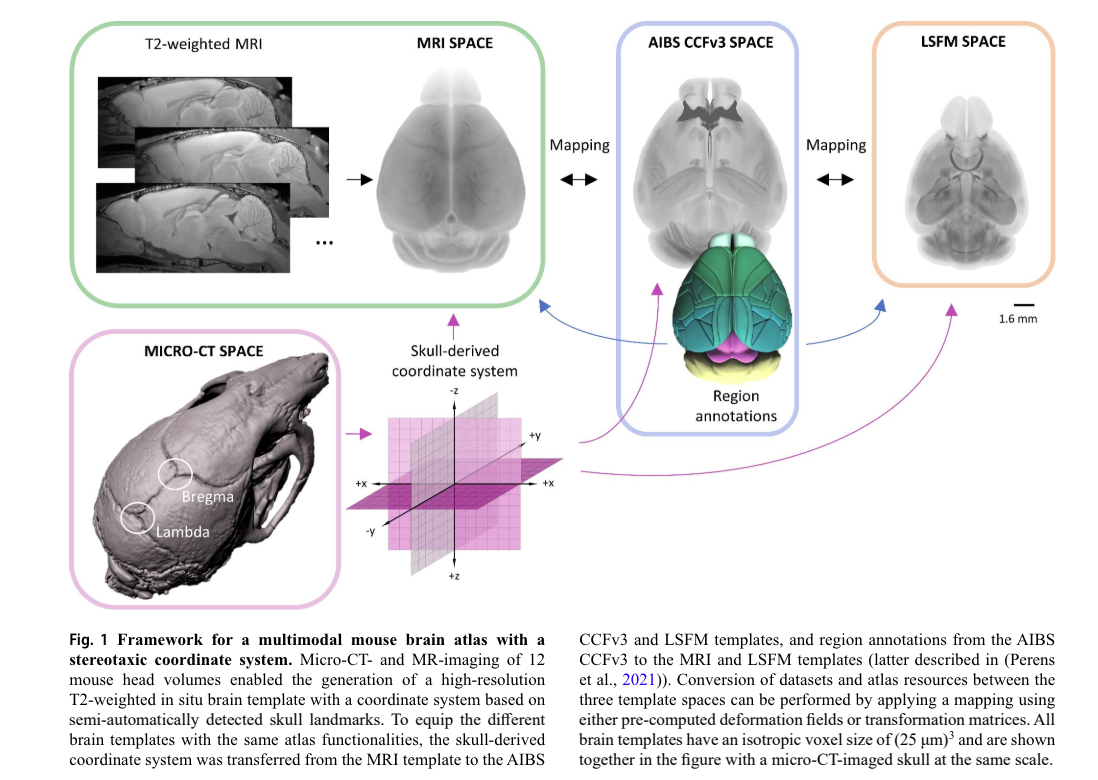 T2-weighted MRI
MRI SPACE
...
Mapping
AIBS CCFv3 SPACE
Mapping
LSFM SPACE
1.6 mm
Region
annotations
MICRO-CT SPACE
Bregma
Lambda
Skull-derived
coordinate system
-z
+y
+x
+x
-y
+z
Fig. 1 Framework for a multimodal mouse brain atlas with a
stereotaxic coordinate system. Micro-CT- and MR-imaging of 12
mouse head volumes enabled the generation of a high-resolution
T2-weighted in situ brain template with a coordinate system based on
semi-automatically detected skull landmarks. To equip the different
brain templates with the same atlas functionalities, the skull-derived
coordinate system was transferred from the MRI template to the AIBS
CCFv3 and LSFM templates, and region annotations from the AIBS
CCFv3 to the MRI and LSFM templates (latter described in (Perens
et al., 2021)). Conversion of datasets and atlas resources between the
three template spaces can be performed by applying a mapping using
either pre-computed deformation fields or transformation matrices. All
brain templates have an isotropic voxel size of (25 μm)³ and are shown
together in the figure with a micro-CT-imaged skull at the same scale.